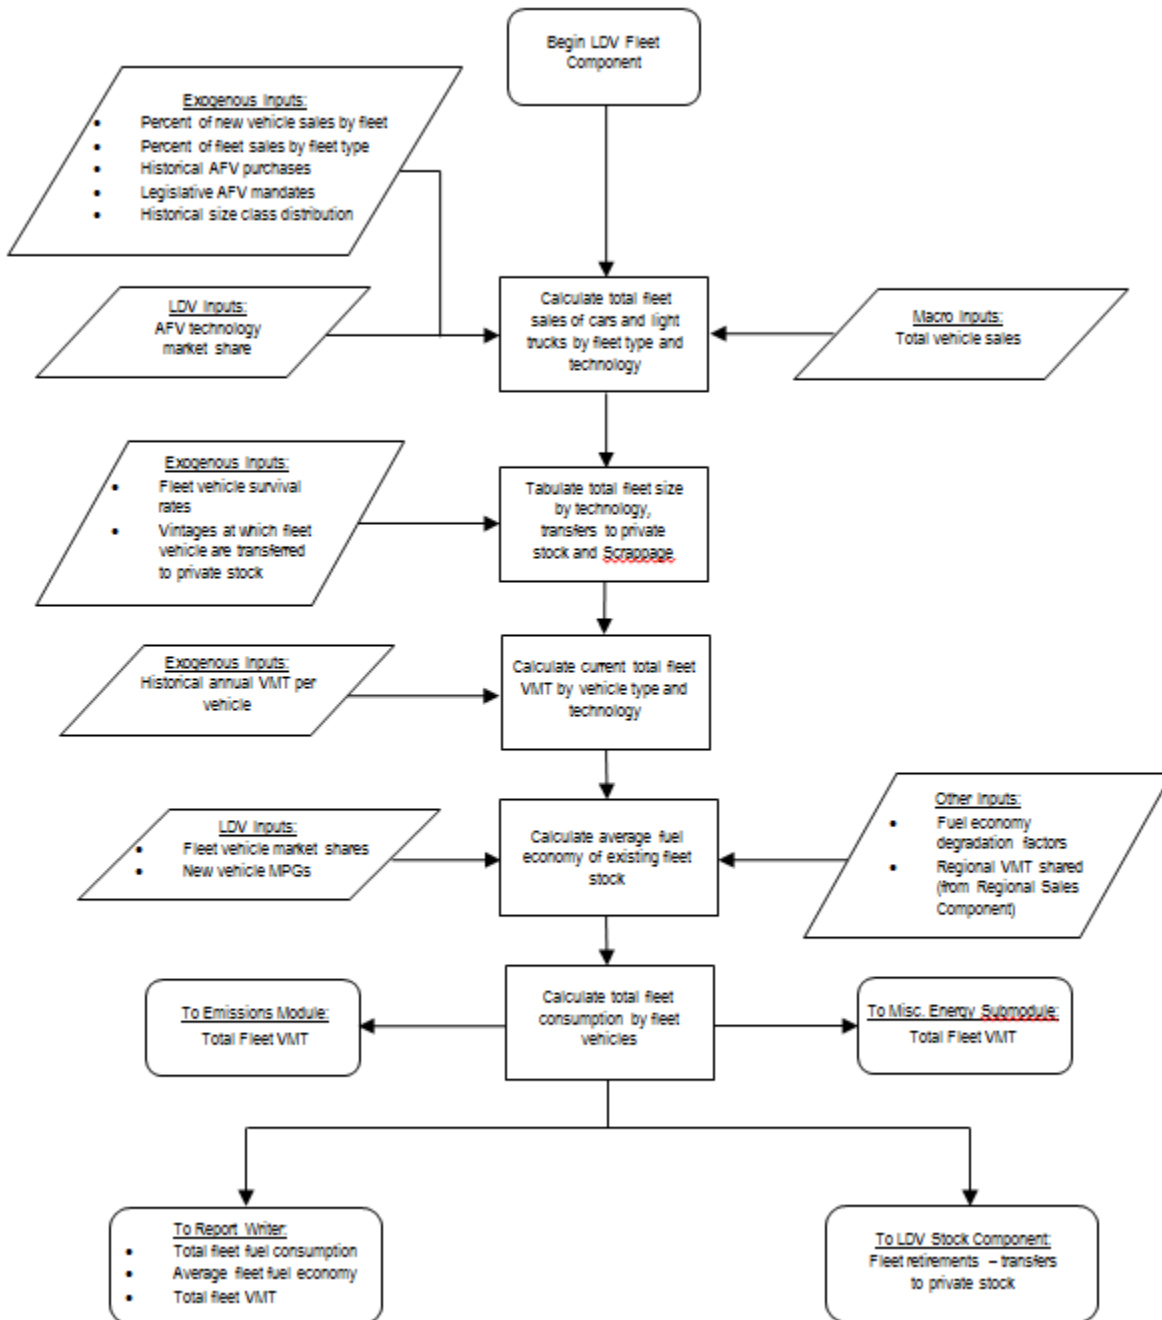 Begin LDV Fleet
Component
Exogenous Inputs:
• Percent of new vehicle sales by fleet
• Percent of fleet sales by fleet type
• Historical AFV purchases
• Legislative AFV mandates
• Historical size class distribution
LDV Inputs:
AFV technology
market share
Calculate total fleet
sales of cars and light
trucks by fleet type and
technology
Macro Inputs:
Total vehicle sales
Exogenous Inputs:
• Fleet vehicle survival
rates
• Vintages at which fleet
vehicle are transferred
to private stock
Tabulate total fleet size
by technology,
transfers to private
stock and Scrappage
Exogenous Inputs:
Historical annual VMT per
vehicle
Calculate current total fleet
VMT by vehicle type and
technology
LDV Inputs:
• Fleet vehicle market shares
• New vehicle MPGs
Calculate average fuel
economy of existing fleet
stock
Other Inputs:
• Fuel economy
degradation factors
• Regional VMT shared
(from Regional Sales
Component)
To Emissions Module:
Total Fleet VMT
Calculate total fleet
consumption by fleet
vehicles
To Misc. Energy Submodule:
Total Fleet VMT
To Report Writer:
• Total fleet fuel consumption
• Average fleet fuel economy
• Total fleet VMT
To LDV Stock Component:
Fleet retirements – transfers
to private stock